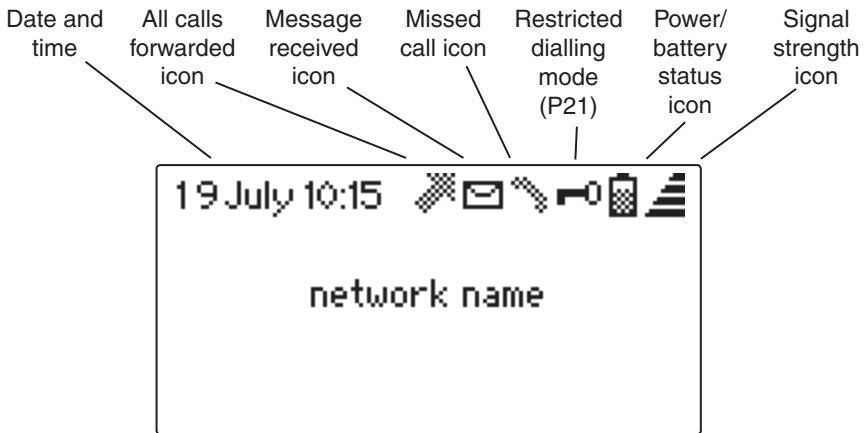 Date and time
All calls forwarded icon
Message received icon
Missed call icon
Restricted dialling mode (P21)
Power/ battery status icon
Signal strength icon
19 July 10:15
network name